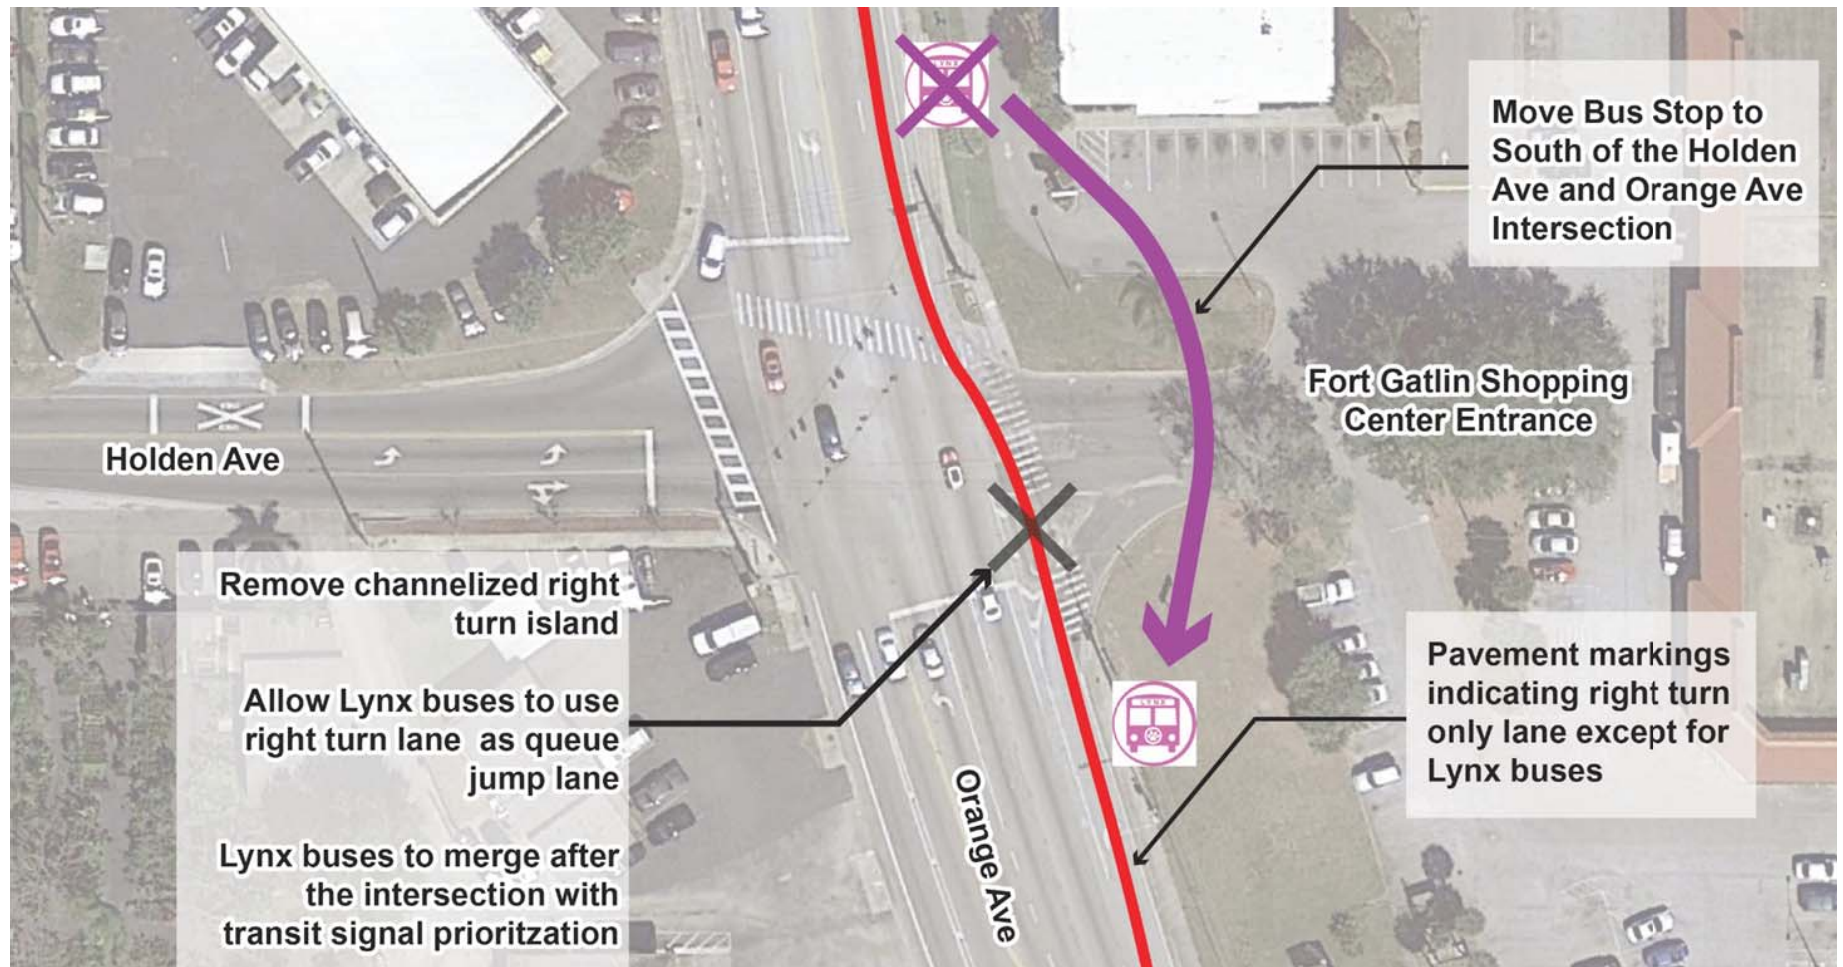 LYNX
Move Bus Stop to
South of the Holden
Ave and Orange Ave
Intersection
Fort Gatlin Shopping
Center Entrance
Holden Ave
Remove channelized right
turn island
Allow Lynx buses to use
right turn lane as queue
jump lane
Lynx buses to merge after
the intersection with
transit signal prioritzation
Orange Ave
LYNX
Pavement markings
indicating right turn
only lane except for
Lynx buses